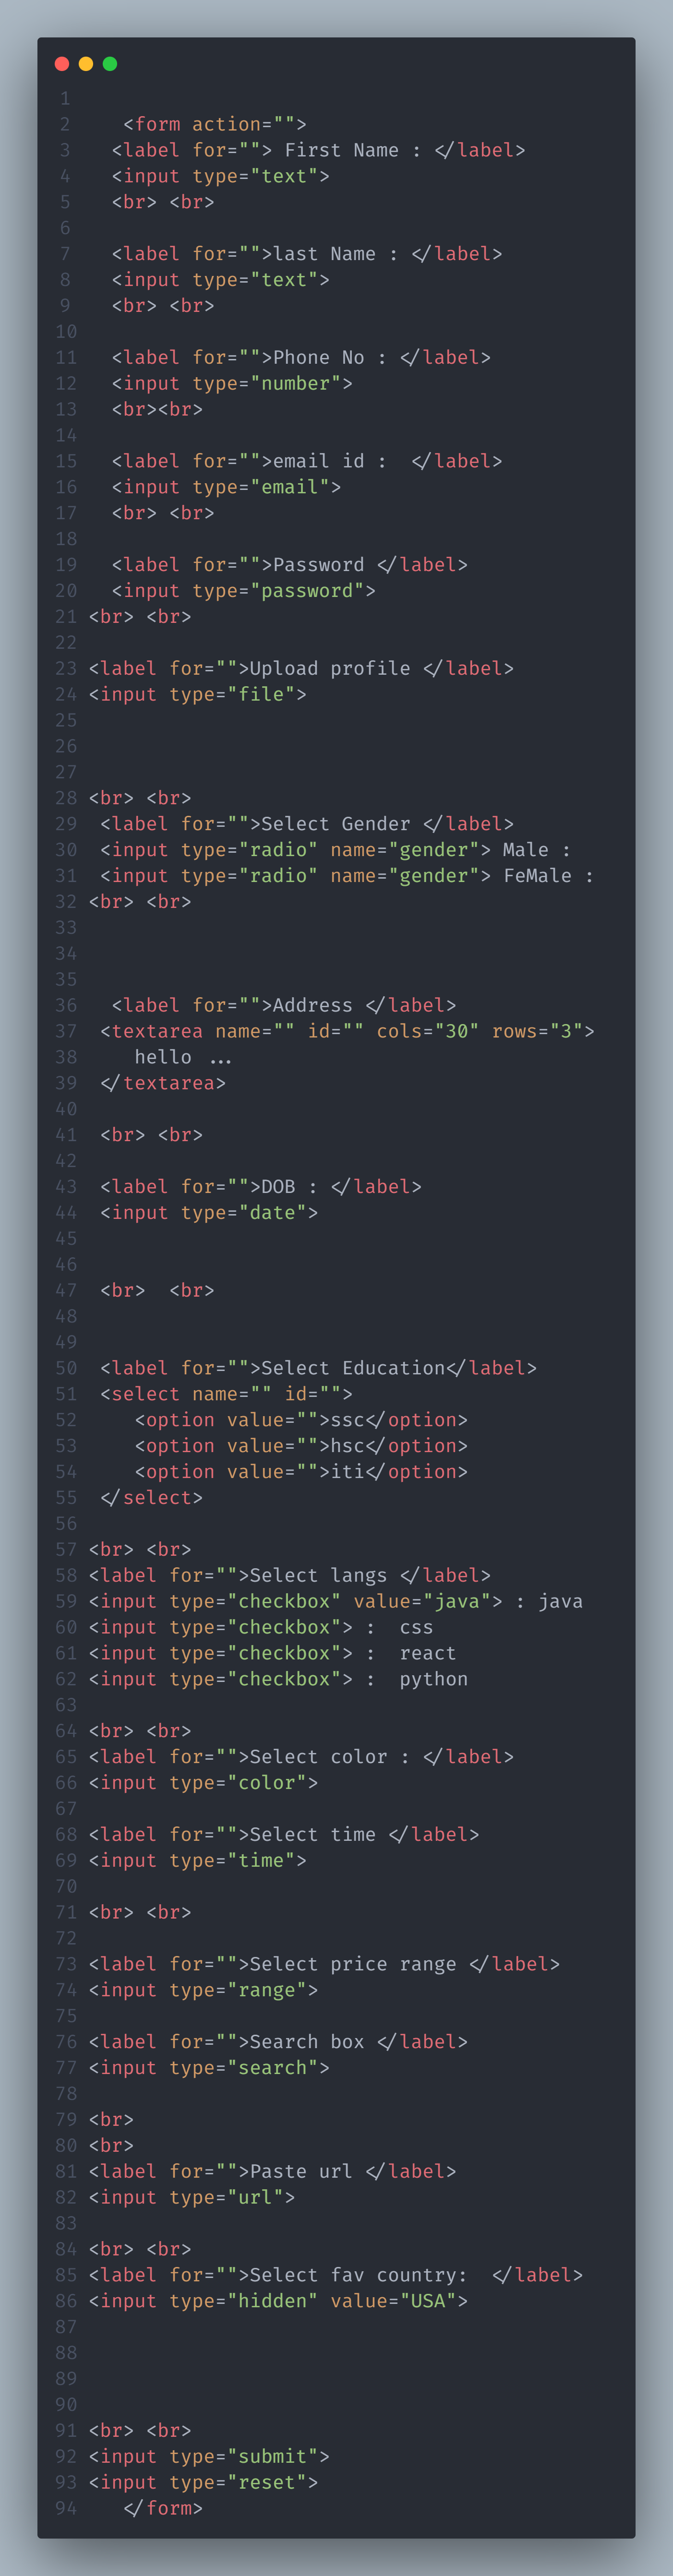 1
2    <form action="">
3   <label for=""> First Name : </label>
4   <input type="text">
5   <br> <br>
6
7   <label for="">last Name : </label>
8   <input type="text">
9   <br> <br>
10
11   <label for="">Phone No : </label>
12   <input type="number">
13   <br><br>
14
15   <label for="">email id :  </label>
16   <input type="email">
17   <br> <br>
18
19   <label for="">Password </label>
20   <input type="password">
21 <br> <br>
22
23 <label for="">Upload profile </label>
24 <input type="file">
25
26
27
28 <br> <br>
29  <label for="">Select Gender </label>
30  <input type="radio" name="gender"> Male :
31  <input type="radio" name="gender"> FeMale :
32 <br> <br>
33
34
35
36   <label for="">Address </label>
37  <textarea name="" id="" cols="30" rows="3">
38     hello ...
39  </textarea>
40
41  <br> <br>
42
43  <label for="">DOB : </label>
44  <input type="date">
45
46
47  <br>  <br>
48
49
50  <label for="">Select Education</label>
51  <select name="" id="">
52     <option value="">ssc</option>
53     <option value="">hsc</option>
54     <option value="">iti</option>
55  </select>
56
57 <br> <br>
58 <label for="">Select langs </label>
59 <input type="checkbox" value="java"> : java
60 <input type="checkbox"> :  css
61 <input type="checkbox"> :  react
62 <input type="checkbox"> :  python
63
64 <br> <br>
65 <label for="">Select color : </label>
66 <input type="color">
67
68 <label for="">Select time </label>
69 <input type="time">
70
71 <br> <br>
72
73 <label for="">Select price range </label>
74 <input type="range">
75
76 <label for="">Search box </label>
77 <input type="search">
78
79 <br>
80 <br>
81 <label for="">Paste url </label>
82 <input type="url">
83
84 <br> <br>
85 <label for="">Select fav country:  </label>
86 <input type="hidden" value="USA">
87
88
89
90
91 <br> <br>
92 <input type="submit">
93 <input type="reset">
94    </form>